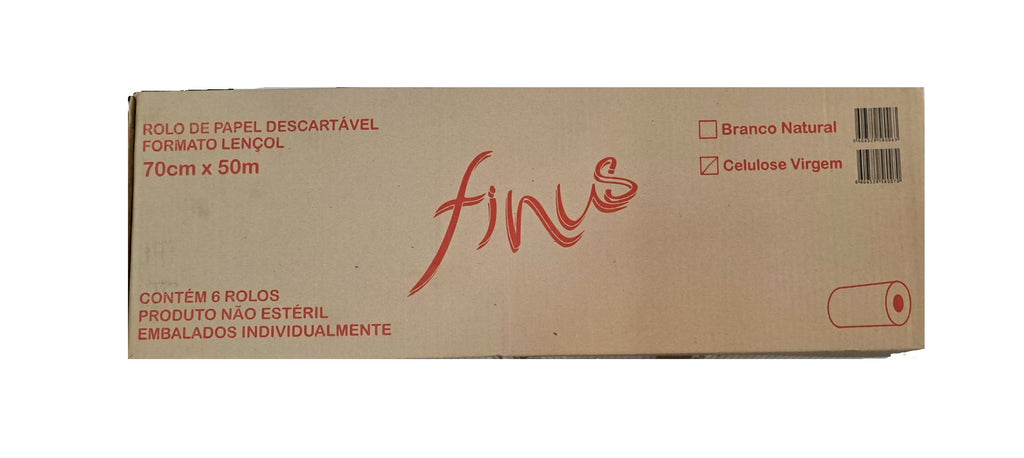 ROLO DE PAPEL DESCARTÁVEL
FORMATO LENÇOL
70cm x 50m
finus
Branco Natural
Celulose Virgem
CONTÉM 6 ROLOS
PRODUTO NÃO ESTÉRIL
EMBALADOS INDIVIDUALMENTE